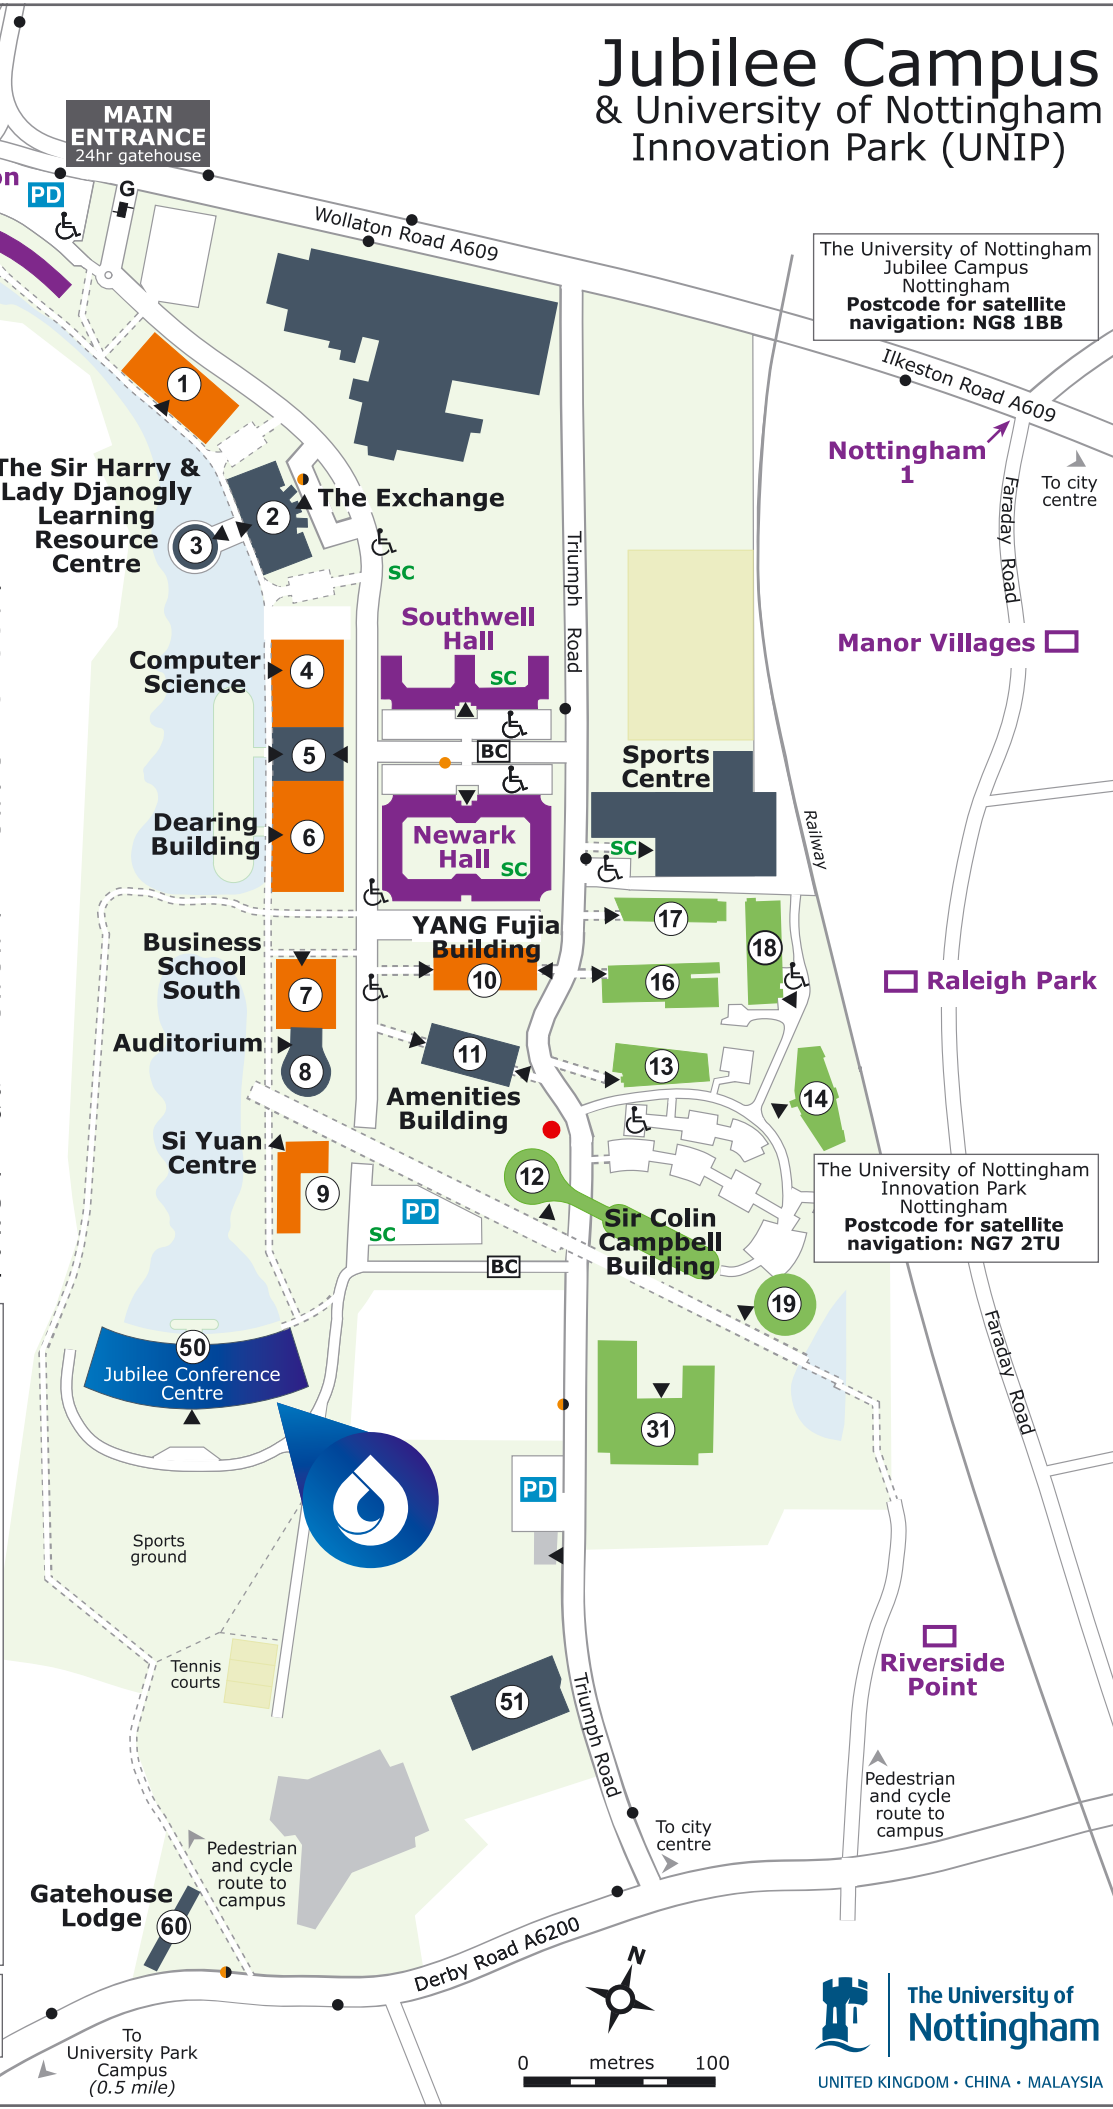 Jubilee Campus
& University of Nottingham
Innovation Park (UNIP)
MAIN
ENTRANCE
24hr gatehouse
PD
G
Wollaton Road A609
The University of Nottingham
Jubilee Campus
Nottingham
Postcode for satellite
navigation: NG8 1BB
Ilkeston Road A609
1
Nottingham
1
To city
centre
Faraday Road
The Sir Harry &
Lady Djanogly
Learning
Resource
Centre
2
3
The Exchange
SC
Triumph Road
Southwell
Hall
SC
Manor Villages
Computer
Science
4
5
BC
Sports
Centre
Railway
Dearing
Building
6
Newark
Hall
SC
SC
YANG Fujia
Building
10
17
18
16
Business
School
South
7
Raleigh Park
Auditorium
8
11
Amenities
Building
13
14
Si Yuan
Centre
9
12
PD
SC
Sir Colin
Campbell
Building
The University of Nottingham
Innovation Park
Nottingham
Postcode for satellite
navigation: NG7 2TU
BC
19
50
Jubilee Conference
Centre
Faraday Road
31
PD
Sports
ground
Tennis
courts
51
Triumph Road
Riverside
Point
Pedestrian
and cycle
route to
campus
To city
centre
Pedestrian
and cycle
route to
campus
Gatehouse
Lodge
60
Derby Road A6200
N
To
University Park
Campus
(0.5 mile)
0 metres 100
The University of
Nottingham
UNITED KINGDOM · CHINA · MALAYSIA